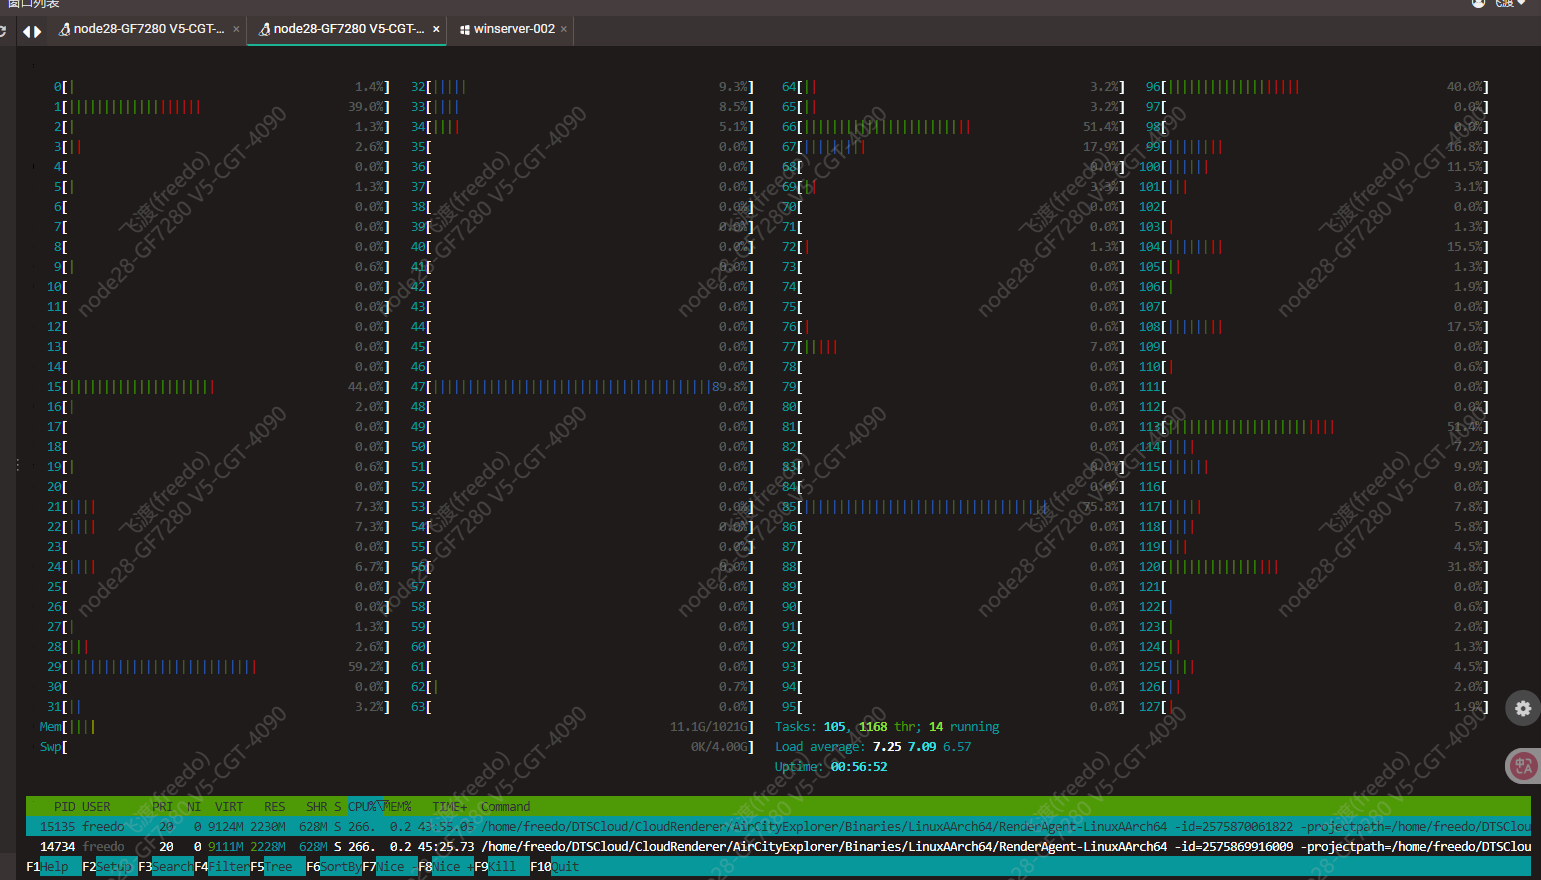 窗口列表 飞渡
node28-GF7280 V5-CGT-... × node28-GF7280 V5-CGT-... × winserver-002 ×
0[ 1.4%] 32[ 9.3%] 64[ 3.2%] 96[ 40.0%]
1[ 39.0%] 33[ 8.5%] 65[ 3.2%] 97[ 0.0%]
2[ 1.3%] 34[ 5.1%] 66[ 51.4%] 98[ 0.0%]
3[ 2.6%] 35[ 0.0%] 67[ 17.9%] 99[ 16.8%]
4[ 0.0%] 36[ 0.0%] 68[ 0.0%] 100[ 11.5%]
5[ 1.3%] 37[ 0.0%] 69[ 3.3%] 101[ 3.1%]
6[ 0.0%] 38[ 0.0%] 70[ 0.0%] 102[ 0.0%]
7[ 0.0%] 39[ 0.0%] 71[ 0.0%] 103[ 1.3%]
8[ 0.0%] 40[ 0.0%] 72[ 1.3%] 104[ 15.5%]
9[ 0.6%] 41[ 0.0%] 73[ 0.0%] 105[ 1.3%]
10[ 0.0%] 42[ 0.0%] 74[ 0.0%] 106[ 1.9%]
11[ 0.0%] 43[ 0.0%] 75[ 0.0%] 107[ 0.0%]
12[ 0.0%] 44[ 0.0%] 76[ 0.6%] 108[ 17.5%]
13[ 0.0%] 45[ 0.0%] 77[ 7.0%] 109[ 0.0%]
14[ 0.0%] 46[ 0.0%] 78[ 0.0%] 110[ 0.6%]
15[ 44.0%] 47[ 89.8%] 79[ 0.0%] 111[ 0.0%]
16[ 2.0%] 48[ 0.0%] 80[ 0.0%] 112[ 0.0%]
17[ 0.0%] 49[ 0.0%] 81[ 0.0%] 113[ 51.4%]
18[ 0.0%] 50[ 0.0%] 82[ 0.0%] 114[ 7.2%]
19[ 0.6%] 51[ 0.0%] 83[ 0.0%] 115[ 9.9%]
20[ 0.0%] 52[ 0.0%] 84[ 0.0%] 116[ 0.0%]
21[ 7.3%] 53[ 0.0%] 85[ 75.8%] 117[ 7.8%]
22[ 7.3%] 54[ 0.0%] 86[ 0.0%] 118[ 5.8%]
23[ 0.0%] 55[ 0.0%] 87[ 0.0%] 119[ 4.5%]
24[ 6.7%] 56[ 0.0%] 88[ 0.0%] 120[ 31.8%]
25[ 0.0%] 57[ 0.0%] 89[ 0.0%] 121[ 0.0%]
26[ 0.0%] 58[ 0.0%] 90[ 0.0%] 122[ 0.6%]
27[ 1.3%] 59[ 0.0%] 91[ 0.0%] 123[ 2.0%]
28[ 2.6%] 60[ 0.0%] 92[ 0.0%] 124[ 1.3%]
29[ 59.2%] 61[ 0.0%] 93[ 0.0%] 125[ 4.5%]
30[ 0.0%] 62[ 0.7%] 94[ 0.0%] 126[ 2.0%]
31[ 3.2%] 63[ 0.0%] 95[ 0.0%] 127[ 1.9%]
Mem[ 11.1G/1021G] Tasks: 105, 1168 thr; 14 running
Swp[ 0K/4.00G] Load average: 7.25 7.09 6.57
Uptime: 00:56:52
PID USER PRI NI VIRT RES SHR S CPU%▽MEM% TIME+ Command
15135 freedo 20 0 9124M 2230M 628M S 266. 0.2 43:55.05 /home/freedo/DTSCloud/CloudRenderer/AirCityExplorer/Binaries/LinuxAArch64/RenderAgent-LinuxAArch64 -id=2575870061822 -projectpath=/home/freedo/DTSClou
14734 freedo 20 0 9111M 2228M 628M S 266. 0.2 45:25.73 /home/freedo/DTSCloud/CloudRenderer/AirCityExplorer/Binaries/LinuxAArch64/RenderAgent-LinuxAArch64 -id=2575869916009 -projectpath=/home/freedo/DTSClou
F1Help F2Setup F3Search F4Filter F5Tree F6SortBy F7Nice -F8Nice +F9Kill F10Quit
飞渡(freedo)
node28-GF7280 V5-CGT-4090